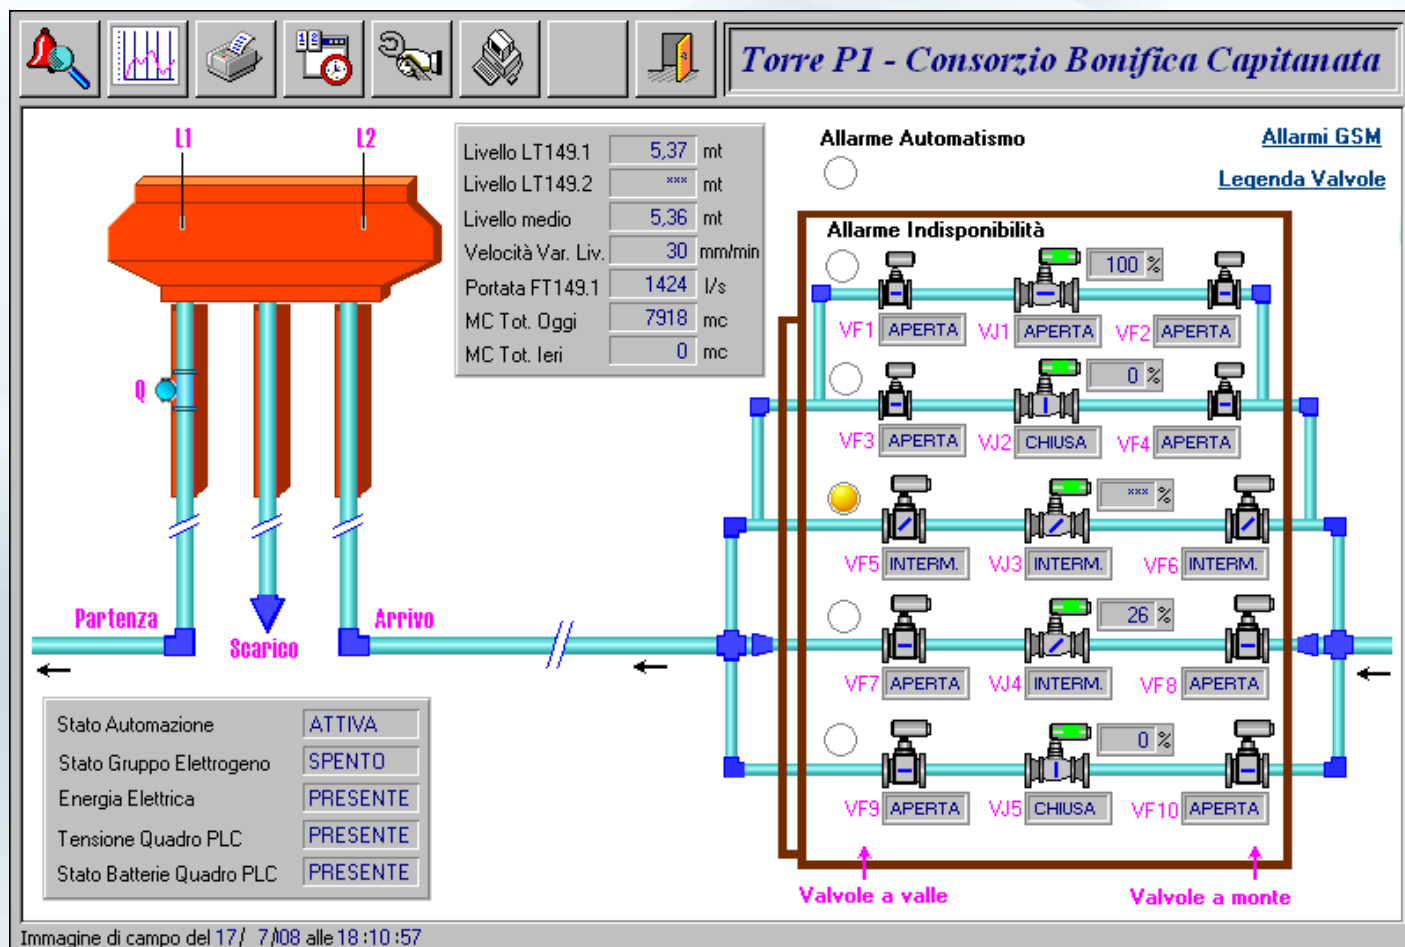 Torre P1 - Consorzio Bonifica Capitanata
L1
L2
Livello LT149.1 5,37 mt
Livello LT149.2 *** mt
Livello medio 5,36 mt
Velocità Var. Liv. 30 mm/min
Portata FT149.1 1424 l/s
MC Tot. Oggi 7918 mc
MC Tot. Ieri 0 mc
Allarme Automatismo
Allarmi GSM
Legenda Valvole
Allarme Indisponibilità
100 %
VF1 APERTA VJ1 APERTA VF2 APERTA
0 %
VF3 APERTA VJ2 CHIUSA VF4 APERTA
*** %
VF5 INTERM. VJ3 INTERM. VF6 INTERM.
26 %
VF7 APERTA VJ4 INTERM. VF8 APERTA
0 %
VF9 APERTA VJ5 CHIUSA VF10 APERTA
Valvole a valle
Valvole a monte
Q
Partenza
Scarico
Arrivo
Stato Automazione ATTIVA
Stato Gruppo Elettrogeno SPENTO
Energia Elettrica PRESENTE
Tensione Quadro PLC PRESENTE
Stato Batterie Quadro PLC PRESENTE
Immagine di campo del 17/ 7/08 alle 18:10:57